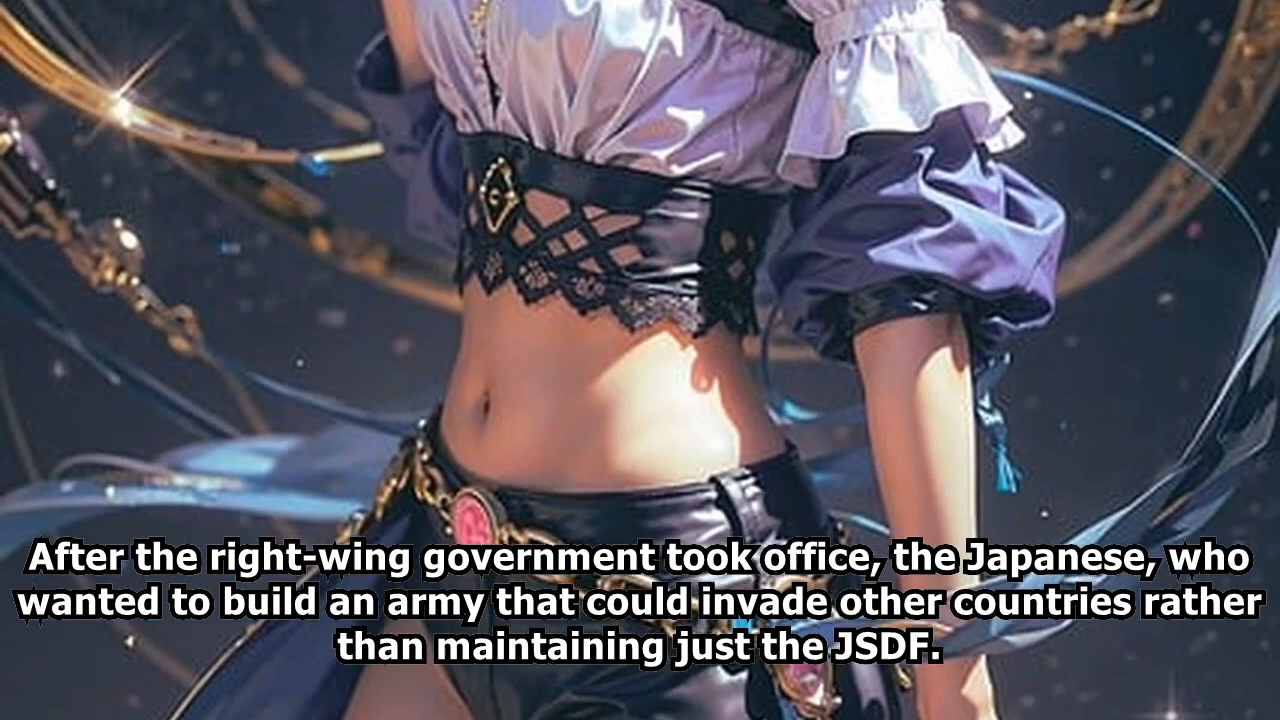 After the right-wing government took office, the Japanese, who
wanted to build an army that could invade other countries rather
than maintaining just the JSDF.